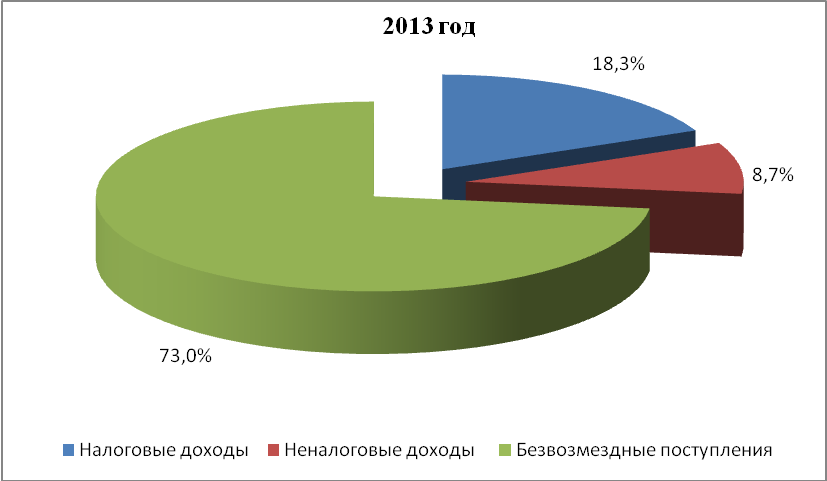 2013 год
18,3%
8,7%
73,0%
Налоговые доходы Неналоговые доходы Безвозмездные поступления